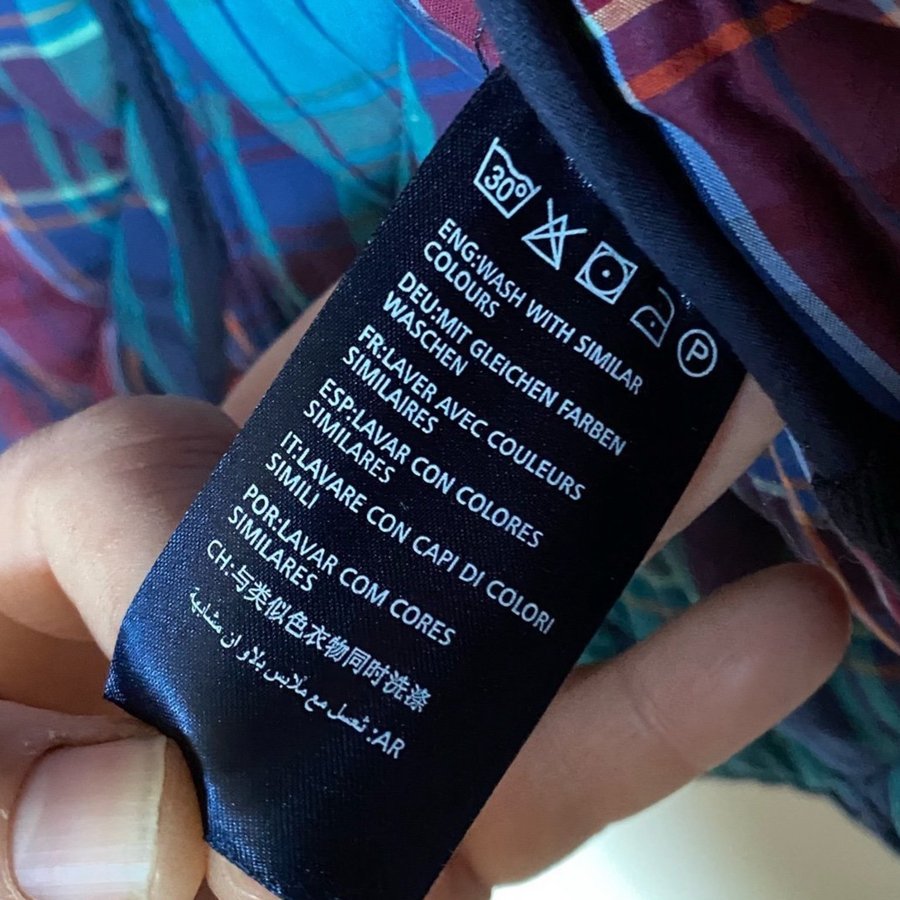 30°
P
ENG:WASH WITH SIMILAR
COLOURS
DEU:MIT GLEICHEN FARBEN
WASCHEN
FR:LAVER AVEC COULEURS
SIMILAIRES
ESP:LAVAR CON COLORES
SIMILARES
IT:LAVARE CON CAPI DI COLORI
SIMILI
POR:LAVAR COM CORES
SIMILARES
CH:与类似色衣物同时洗涤
AR: تغسل مع ملابس بلاوان مشابهة